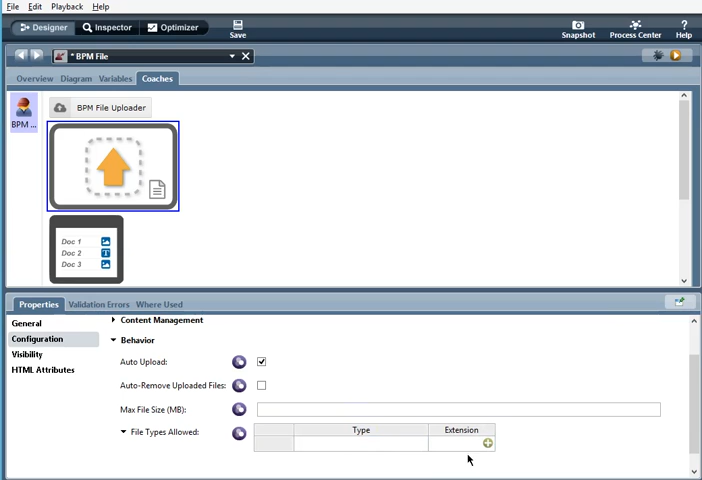 File Edit Playback Help
Designer Inspector Optimizer Save Snapshot Process Center Help
* BPM File
Overview Diagram Variables Coaches
BPM ... BPM File Uploader
Doc 1
Doc 2 T
Doc 3
Properties Validation Errors Where Used
General Content Management
Configuration Behavior
Visibility Auto Upload:
HTML Attributes Auto-Remove Uploaded Files:
Max File Size (MB):
File Types Allowed: Type Extension